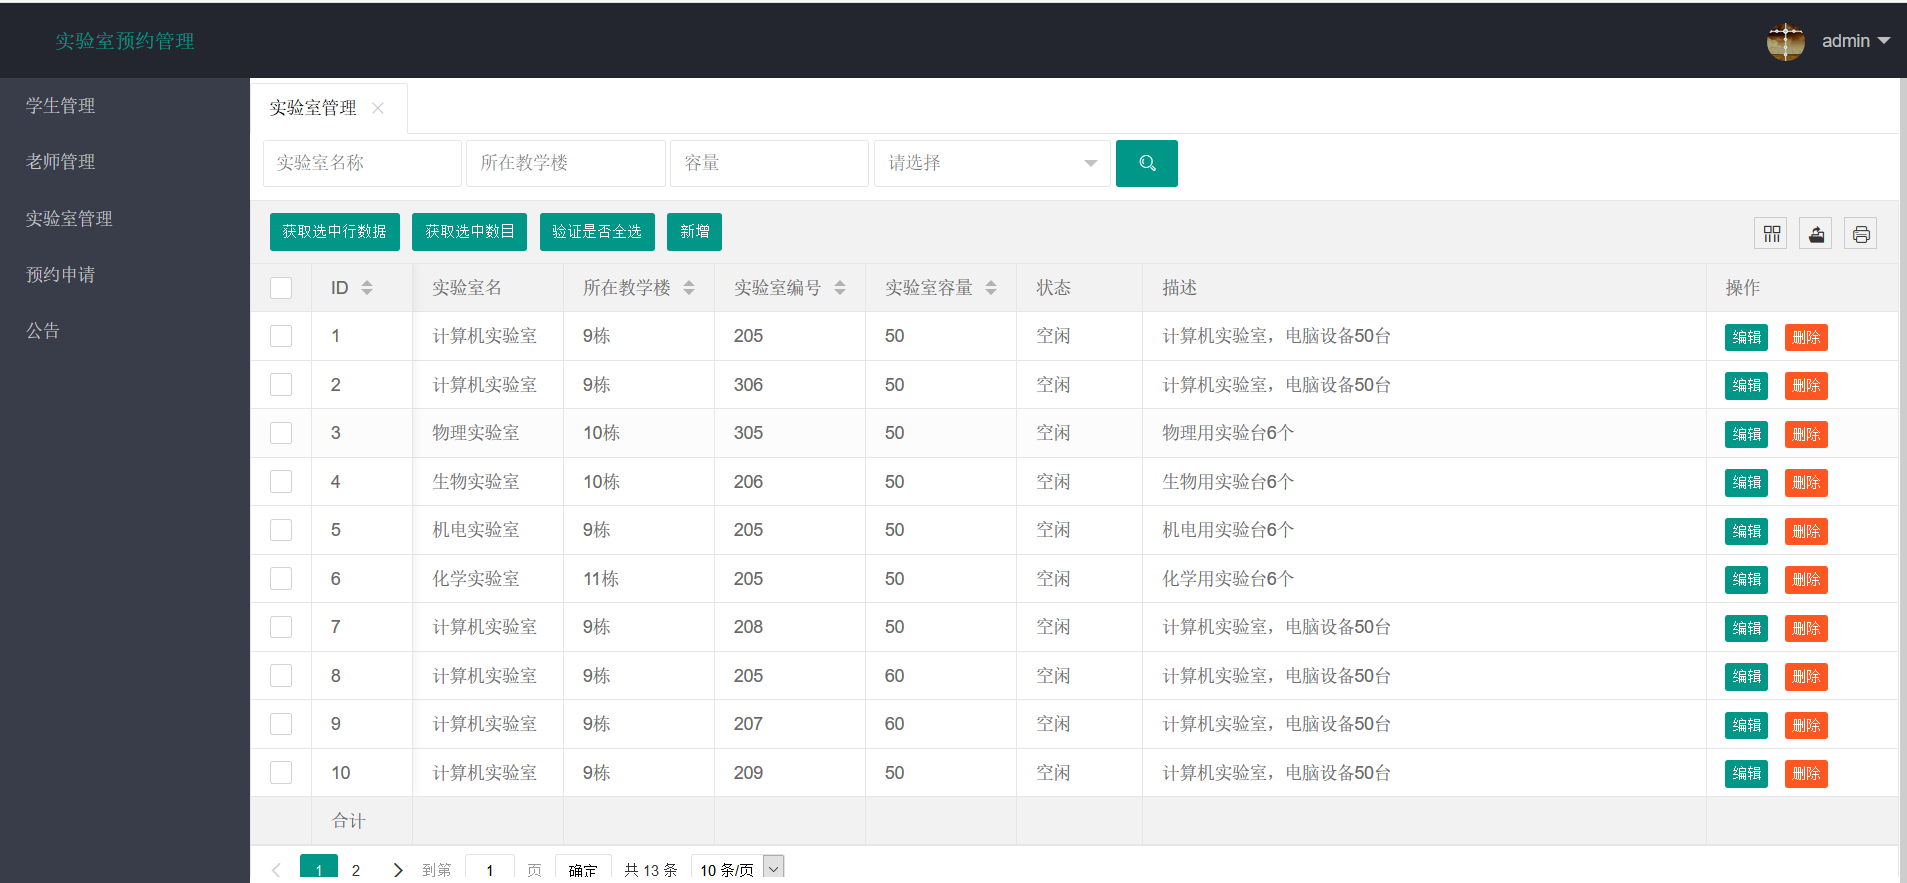 实验室预约管理
admin
学生管理
老师管理
实验室管理
预约申请
公告
实验室管理
实验室名称 所在教学楼 容量 请选择
获取选中行数据 获取选中数目 验证是否全选 新增
ID 实验室名 所在教学楼 实验室编号 实验室容量 状态 描述 操作
1 计算机实验室 9栋 205 50 空闲 计算机实验室，电脑设备50台 编辑 删除
2 计算机实验室 9栋 306 50 空闲 计算机实验室，电脑设备50台 编辑 删除
3 物理实验室 10栋 305 50 空闲 物理用实验台6个 编辑 删除
4 生物实验室 10栋 206 50 空闲 生物用实验台6个 编辑 删除
5 机电实验室 9栋 205 50 空闲 机电用实验台6个 编辑 删除
6 化学实验室 11栋 205 50 空闲 化学用实验台6个 编辑 删除
7 计算机实验室 9栋 208 50 空闲 计算机实验室，电脑设备50台 编辑 删除
8 计算机实验室 9栋 205 60 空闲 计算机实验室，电脑设备50台 编辑 删除
9 计算机实验室 9栋 207 60 空闲 计算机实验室，电脑设备50台 编辑 删除
10 计算机实验室 9栋 209 50 空闲 计算机实验室，电脑设备50台 编辑 删除
合计
1 2 到第 1 页 确定 共 13 条 10 条/页